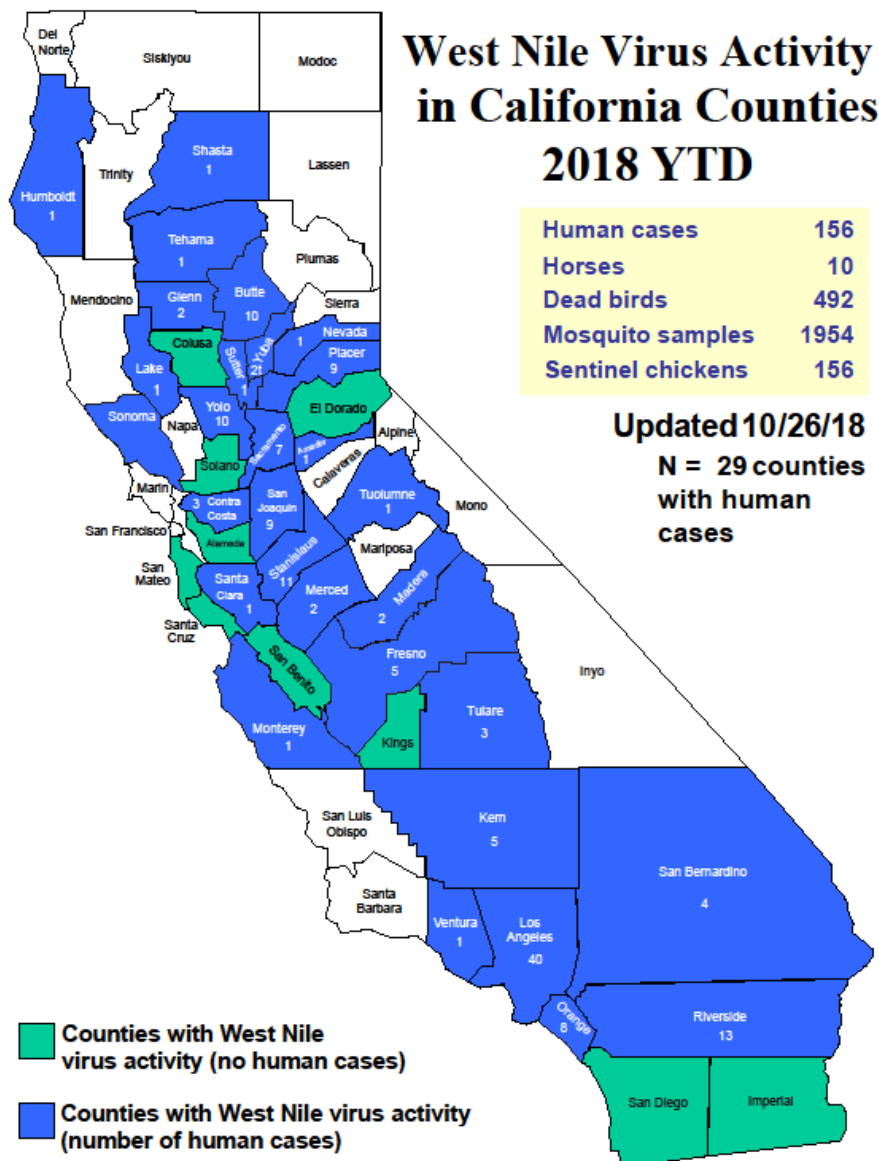 West Nile Virus Activity
in California Counties
2018 YTD
Human cases 156
Horses 10
Dead birds 492
Mosquito samples 1954
Sentinel chickens 156
Updated 10/26/18
N = 29 counties
with human
cases
Del
Norte
Siskiyou
Modoc
Humboldt
1
Trinity
Shasta
1
Lassen
Tehama
1
Plumas
Mendocino
Glenn
2
Butte
10
Sierra
Colusa
Lake
1
Sutter
1
Yuba
Nevada
1
Placer
9
Sonoma
Napa
Yolo
10
El Dorado
Sacramento
7
Amador
1
Alpine
Solano
Calaveras
Marin
Contra
Costa
3
San
Joaquin
9
Tuolumne
1
Mono
San Francisco
Alameda
Stanislaus
11
Mariposa
San
Mateo
Santa
Clara
1
Merced
2
Madera
2
Santa
Cruz
San Benito
Fresno
5
Inyo
Monterey
1
Kings
Tulare
3
San Luis
Obispo
Kern
5
San Bernardino
4
Santa
Barbara
Ventura
1
Los
Angeles
40
Orange
8
Riverside
13
San Diego
Imperial
Counties with West Nile
virus activity (no human cases)
Counties with West Nile virus activity
(number of human cases)